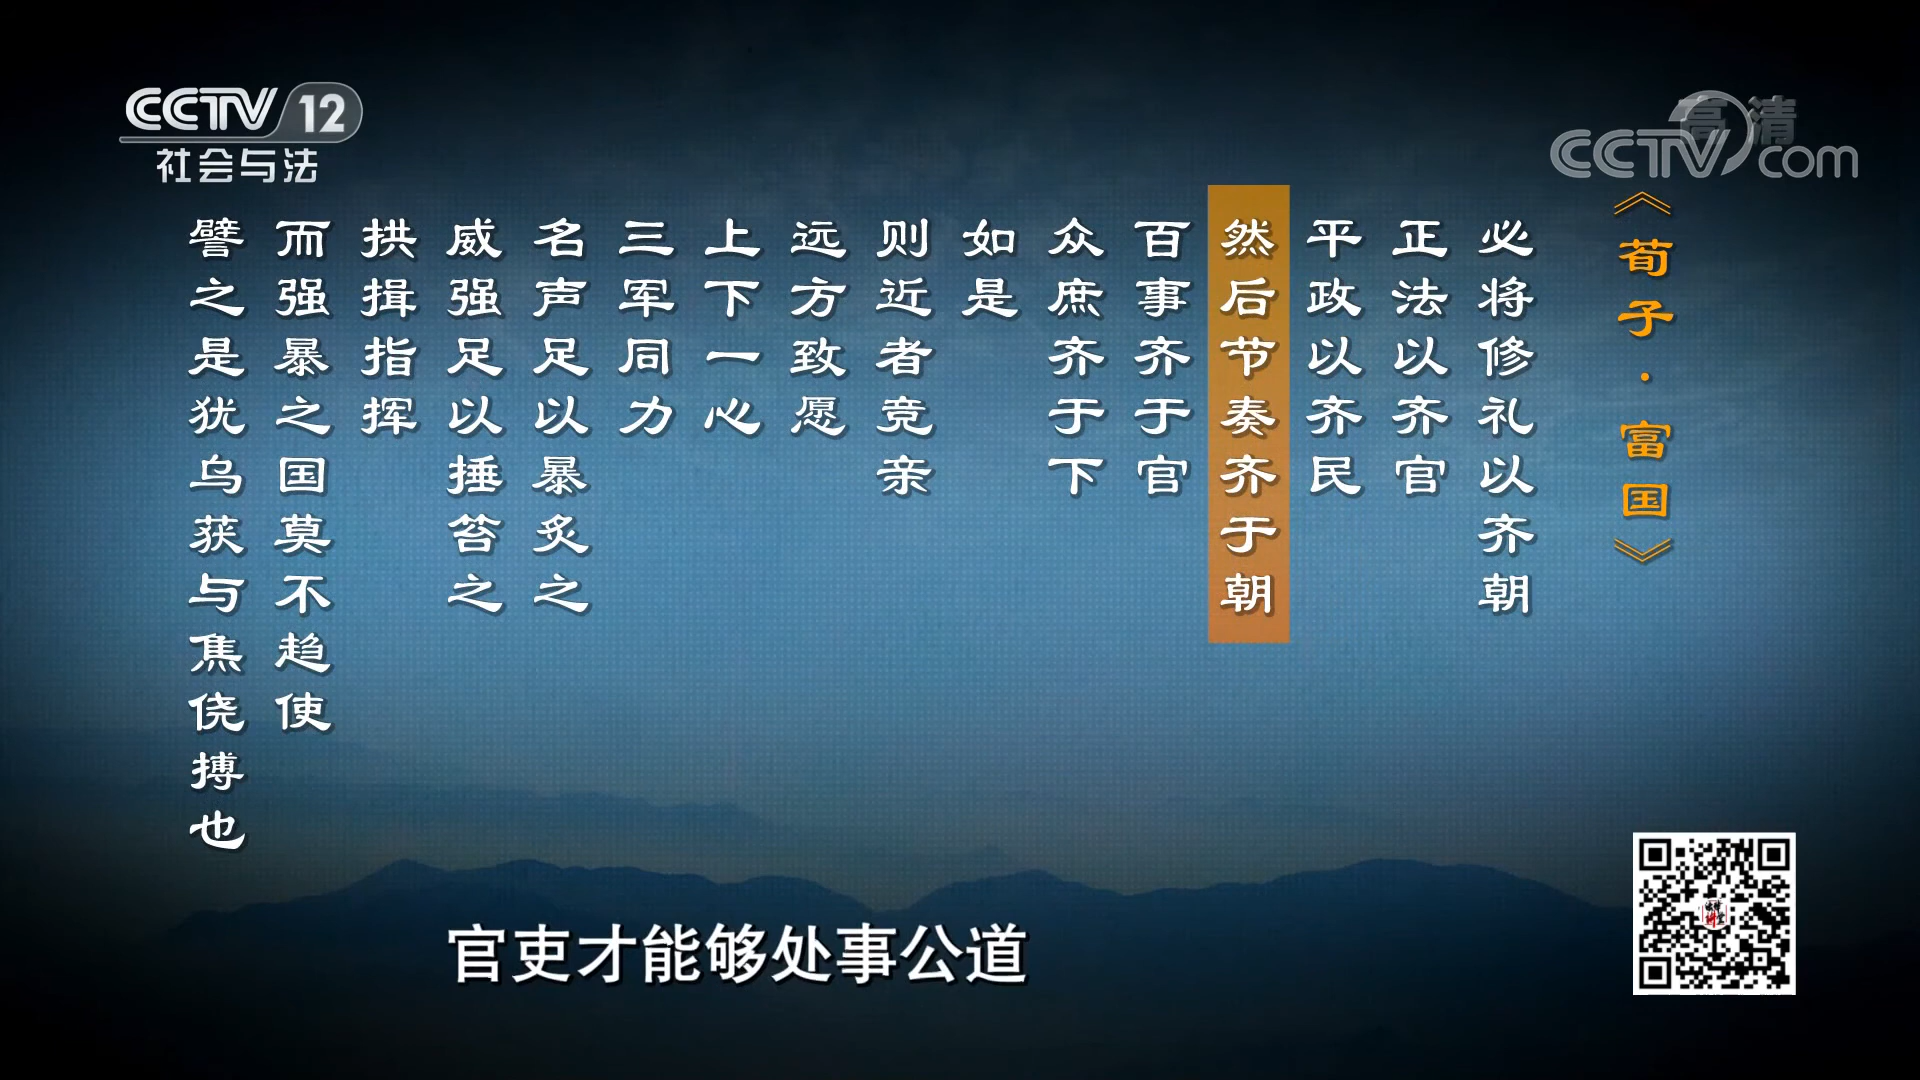 CCTV 12
社会与法
高清
CCTV com
《荀子·富国》
必将修礼以齐朝
正法以齐官
平政以齐民
然后节奏齐于朝
百事齐于官
众庶齐于下
如是
则近者竞亲
远方致愿
上下一心
三军同力
名声足以暴炙之
威强足以捶笞之
拱揖指挥
而强暴之国莫不趋使
譬之是犹乌获与焦侥搏也
官吏才能够处事公道